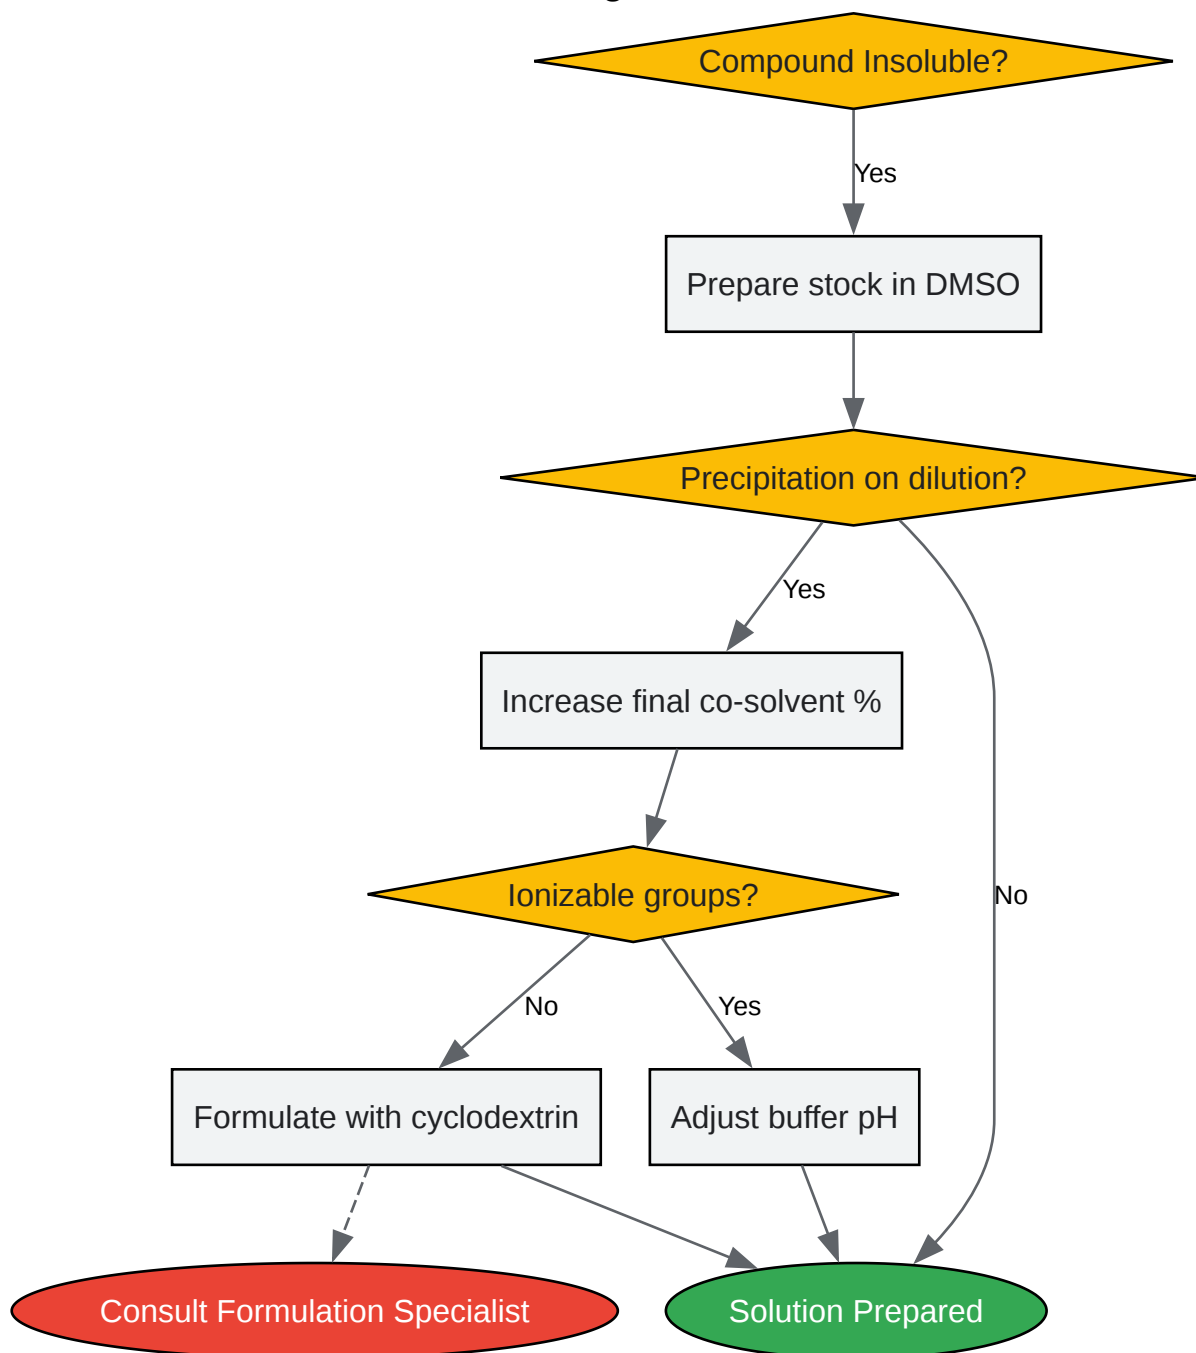 Compound Insoluble?
Yes
Prepare stock in DMSO
Precipitation on dilution?
Yes
Increase final co-solvent %
Ionizable groups?
No
No
Yes
Formulate with cyclodextrin
Adjust buffer pH
Consult Formulation Specialist
Solution Prepared